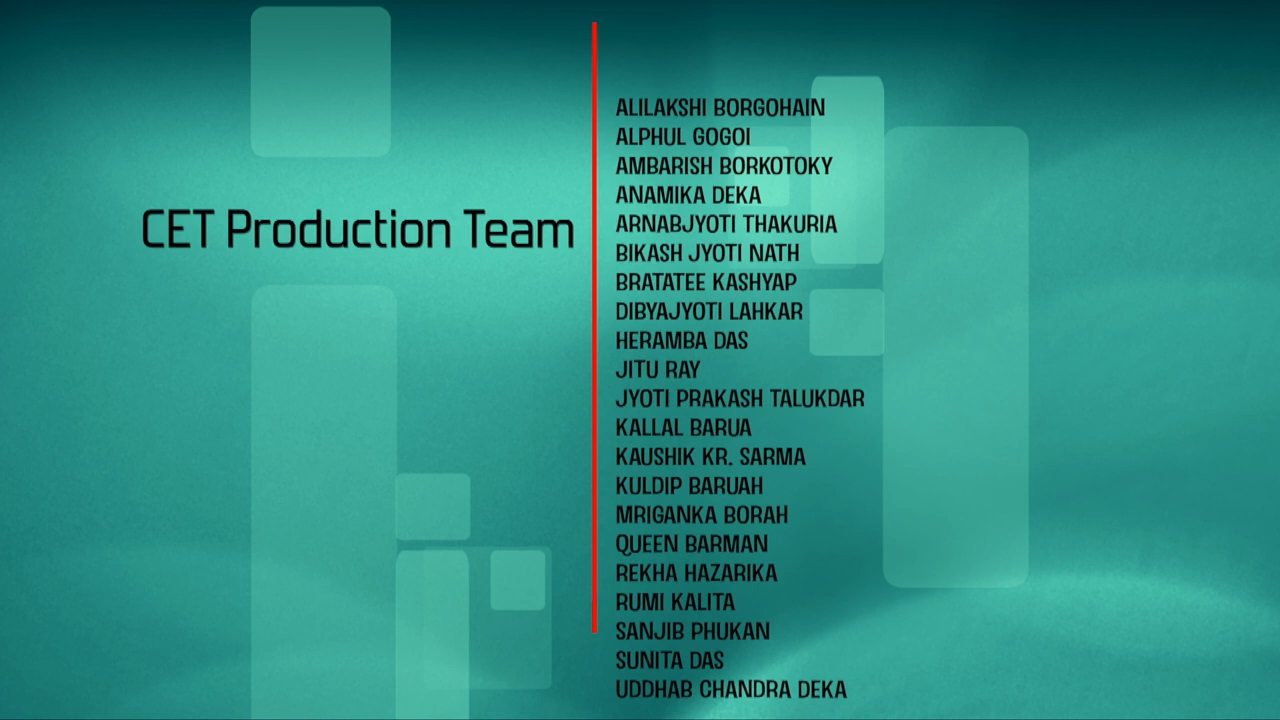 CET Production Team
ALILAKSHI BORGOHAIN
ALPHUL GOGOI
AMBARISH BORKOTOKY
ANAMIKA DEKA
ARNABJYOTI THAKURIA
BIKASH JYOTI NATH
BRATATEE KASHYAP
DIBYAJYOTI LAHKAR
HERAMBA DAS
JITU RAY
JYOTI PRAKASH TALUKDAR
KALLAL BARUA
KAUSHIK KR. SARMA
KULDIP BARUAH
MRIGANKA BORAH
QUEEN BARMAN
REKHA HAZARIKA
RUMI KALITA
SANJIB PHUKAN
SUNITA DAS
UDDHAB CHANDRA DEKA